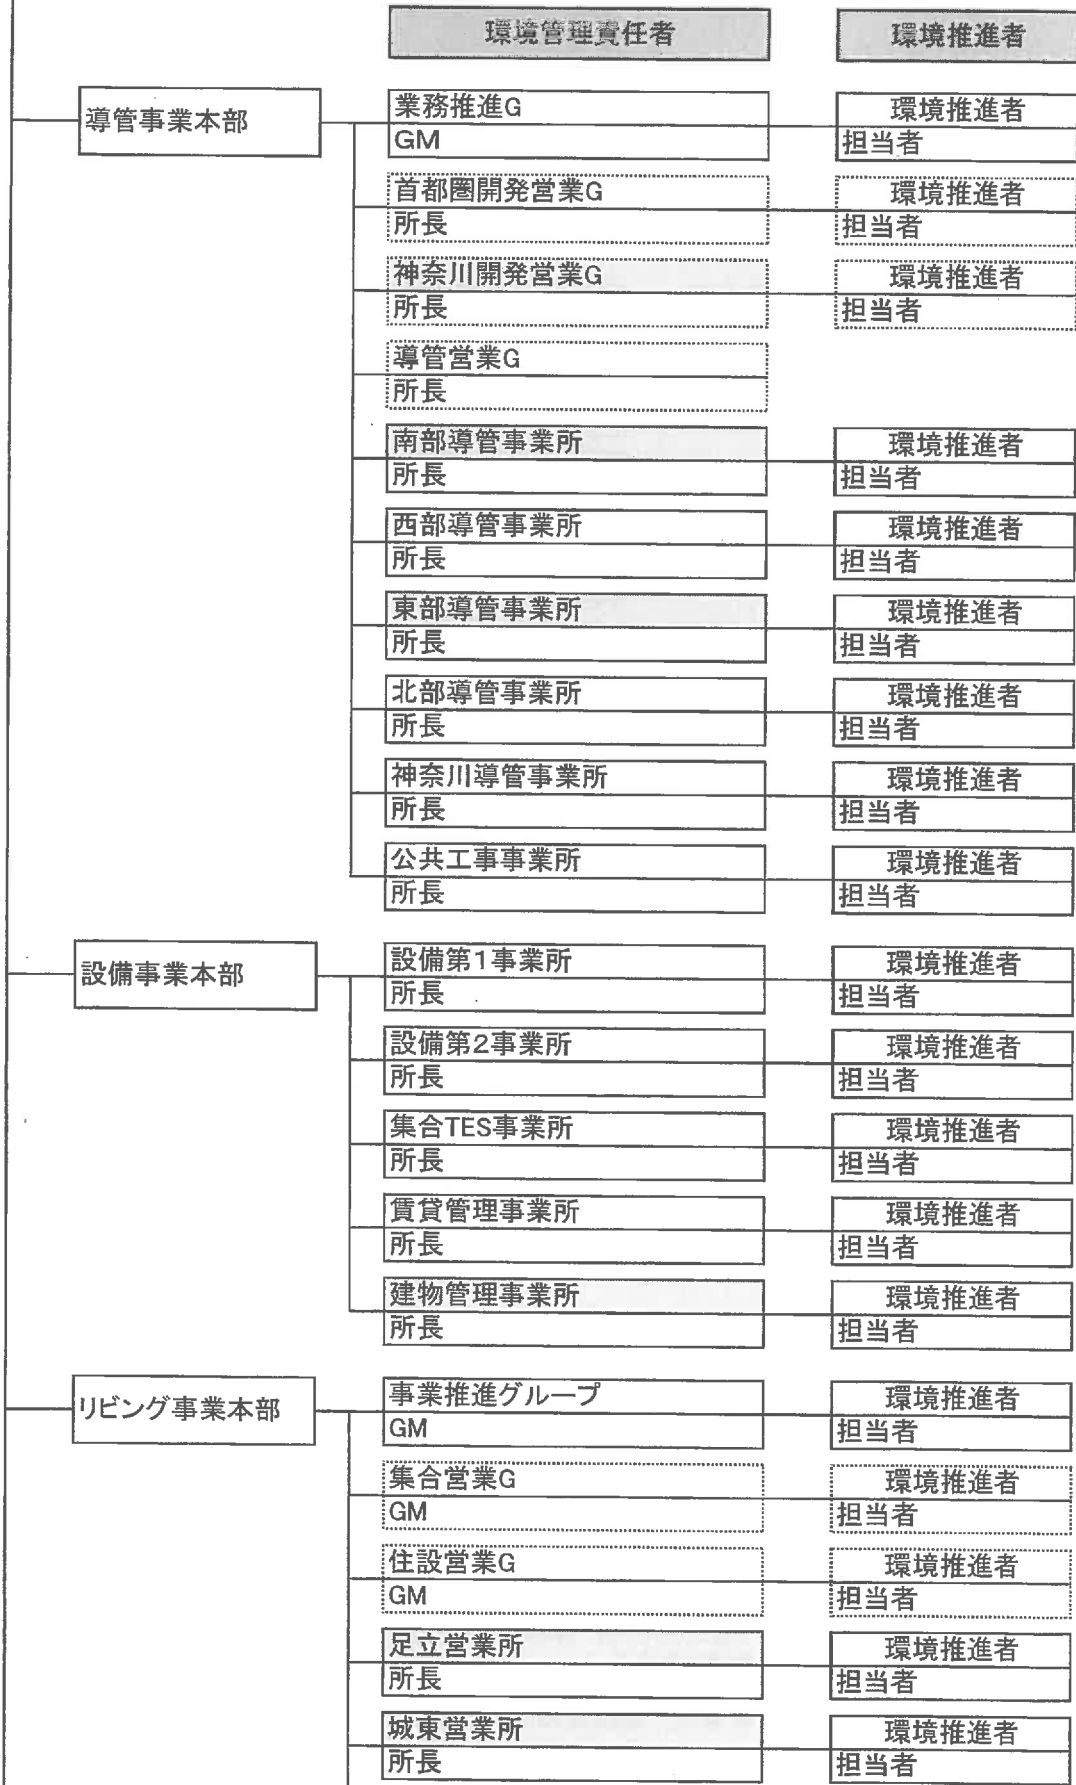 環境管理責任者
環境推進者
導管事業本部
業務推進G
GM
環境推進者
担当者
首都圏開発営業G
所長
環境推進者
担当者
神奈川開発営業G
所長
環境推進者
担当者
導管営業G
所長
南部導管事業所
所長
環境推進者
担当者
西部導管事業所
所長
環境推進者
担当者
東部導管事業所
所長
環境推進者
担当者
北部導管事業所
所長
環境推進者
担当者
神奈川導管事業所
所長
環境推進者
担当者
公共工事事業所
所長
環境推進者
担当者
設備事業本部
設備第1事業所
所長
環境推進者
担当者
設備第2事業所
所長
環境推進者
担当者
集合TES事業所
所長
環境推進者
担当者
賃貸管理事業所
所長
環境推進者
担当者
建物管理事業所
所長
環境推進者
担当者
リビング事業本部
事業推進グループ
GM
環境推進者
担当者
集合営業G
GM
環境推進者
担当者
住設営業G
GM
環境推進者
担当者
足立営業所
所長
環境推進者
担当者
城東営業所
所長
環境推進者
担当者